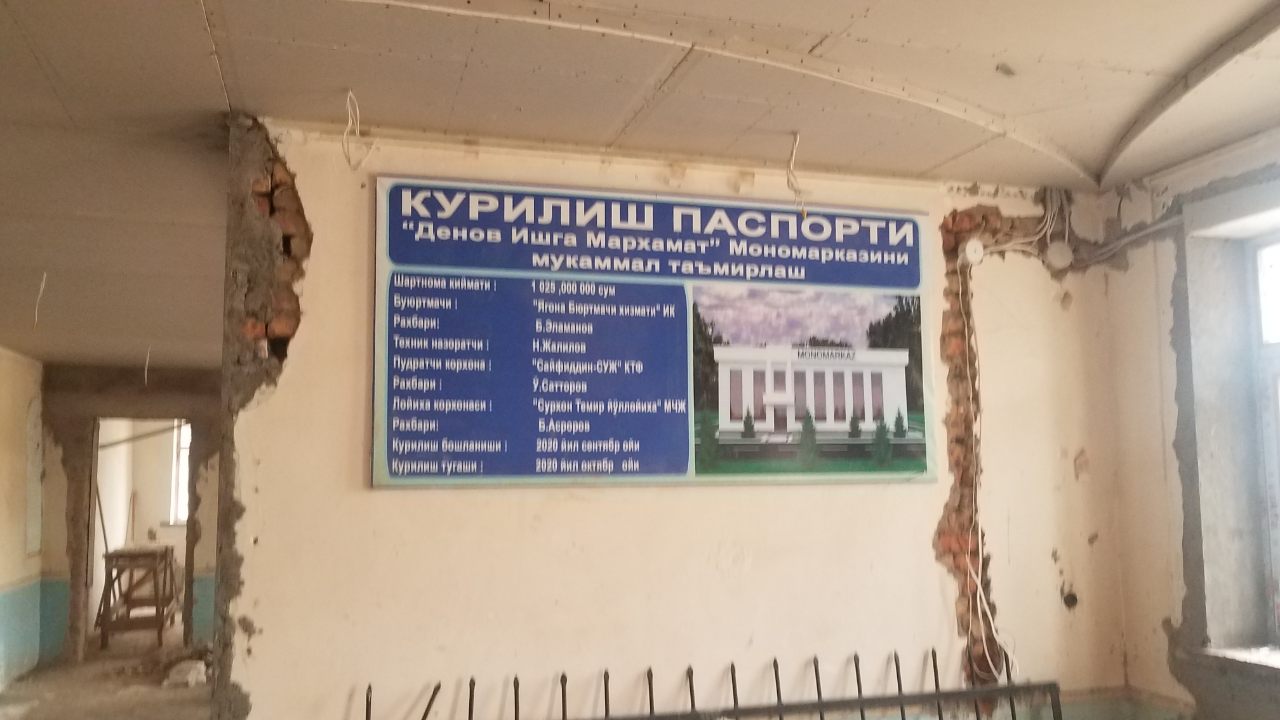 КУРИЛИШ ПАСПОРТИ
“Денов Ишга Мархамат” Мономарказини
мукаммал таъмирлаш
Шартнома киймати : 1 025 ,000 000 сум
Буюртмачи : "Ягона Бюртмачи хизмати" ИК
Рахбари: Б.Эламанов
Техник назоратчи : Н.Жалилов
Пудратчи корхона : "Сайфиддин-СУЖ" КТФ
Рахбари : Ў.Сатторов
Лойиха корхонаси : "Сурхон Темир йўллойиха" МЧЖ
Рахбари: Б.Асроров
Курилиш бошланиши : 2020 йил сентябр ойи
Курилиш тугаши : 2020 йил октябр ойи
MONOMARKAZ